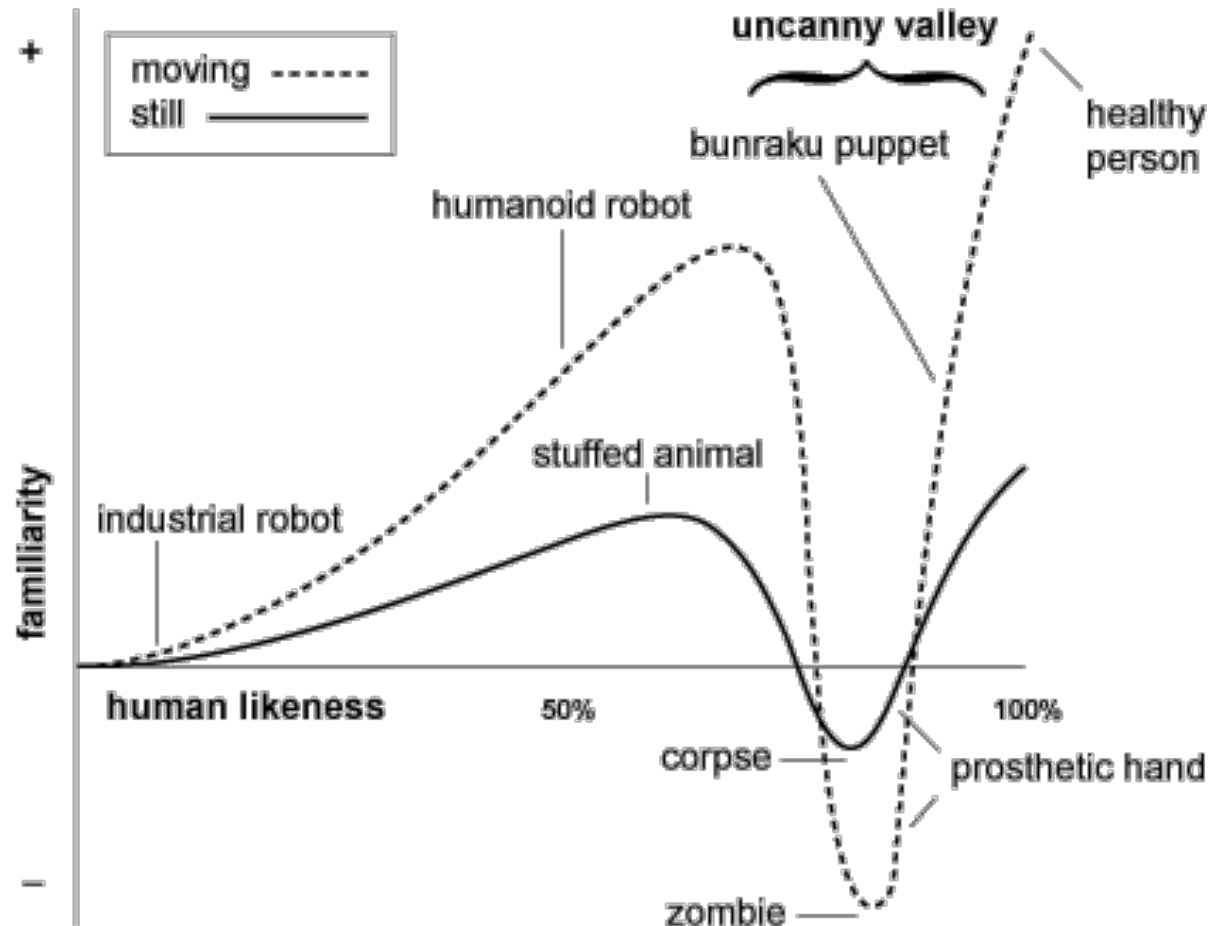 +
uncanny valley
moving
still
healthy
person
bunraku puppet
humanoid robot
stuffed animal
industrial robot
familiarity
human likeness
50%
100%
corpse
prosthetic hand
–
zombie